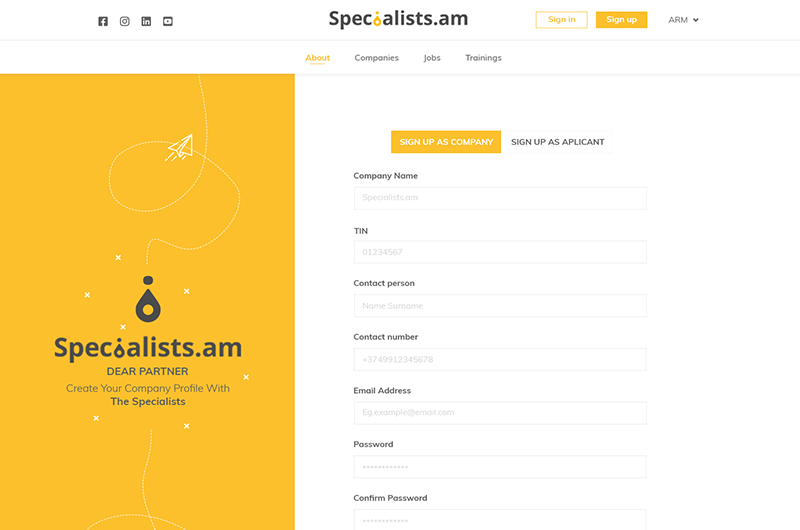 Specialists.am
Sign in
Sign up
ARM
About
Companies
Jobs
Trainings
SIGN UP AS COMPANY
SIGN UP AS APLICANT
Company Name
Specialists.am
TIN
01234567
Contact person
Name Surname
Contact number
+3749912345678
Email Address
Eg.example@email.com
Password
************
Confirm Password
************
Specialists.am
DEAR PARTNER
Create Your Company Profile With
The Specialists